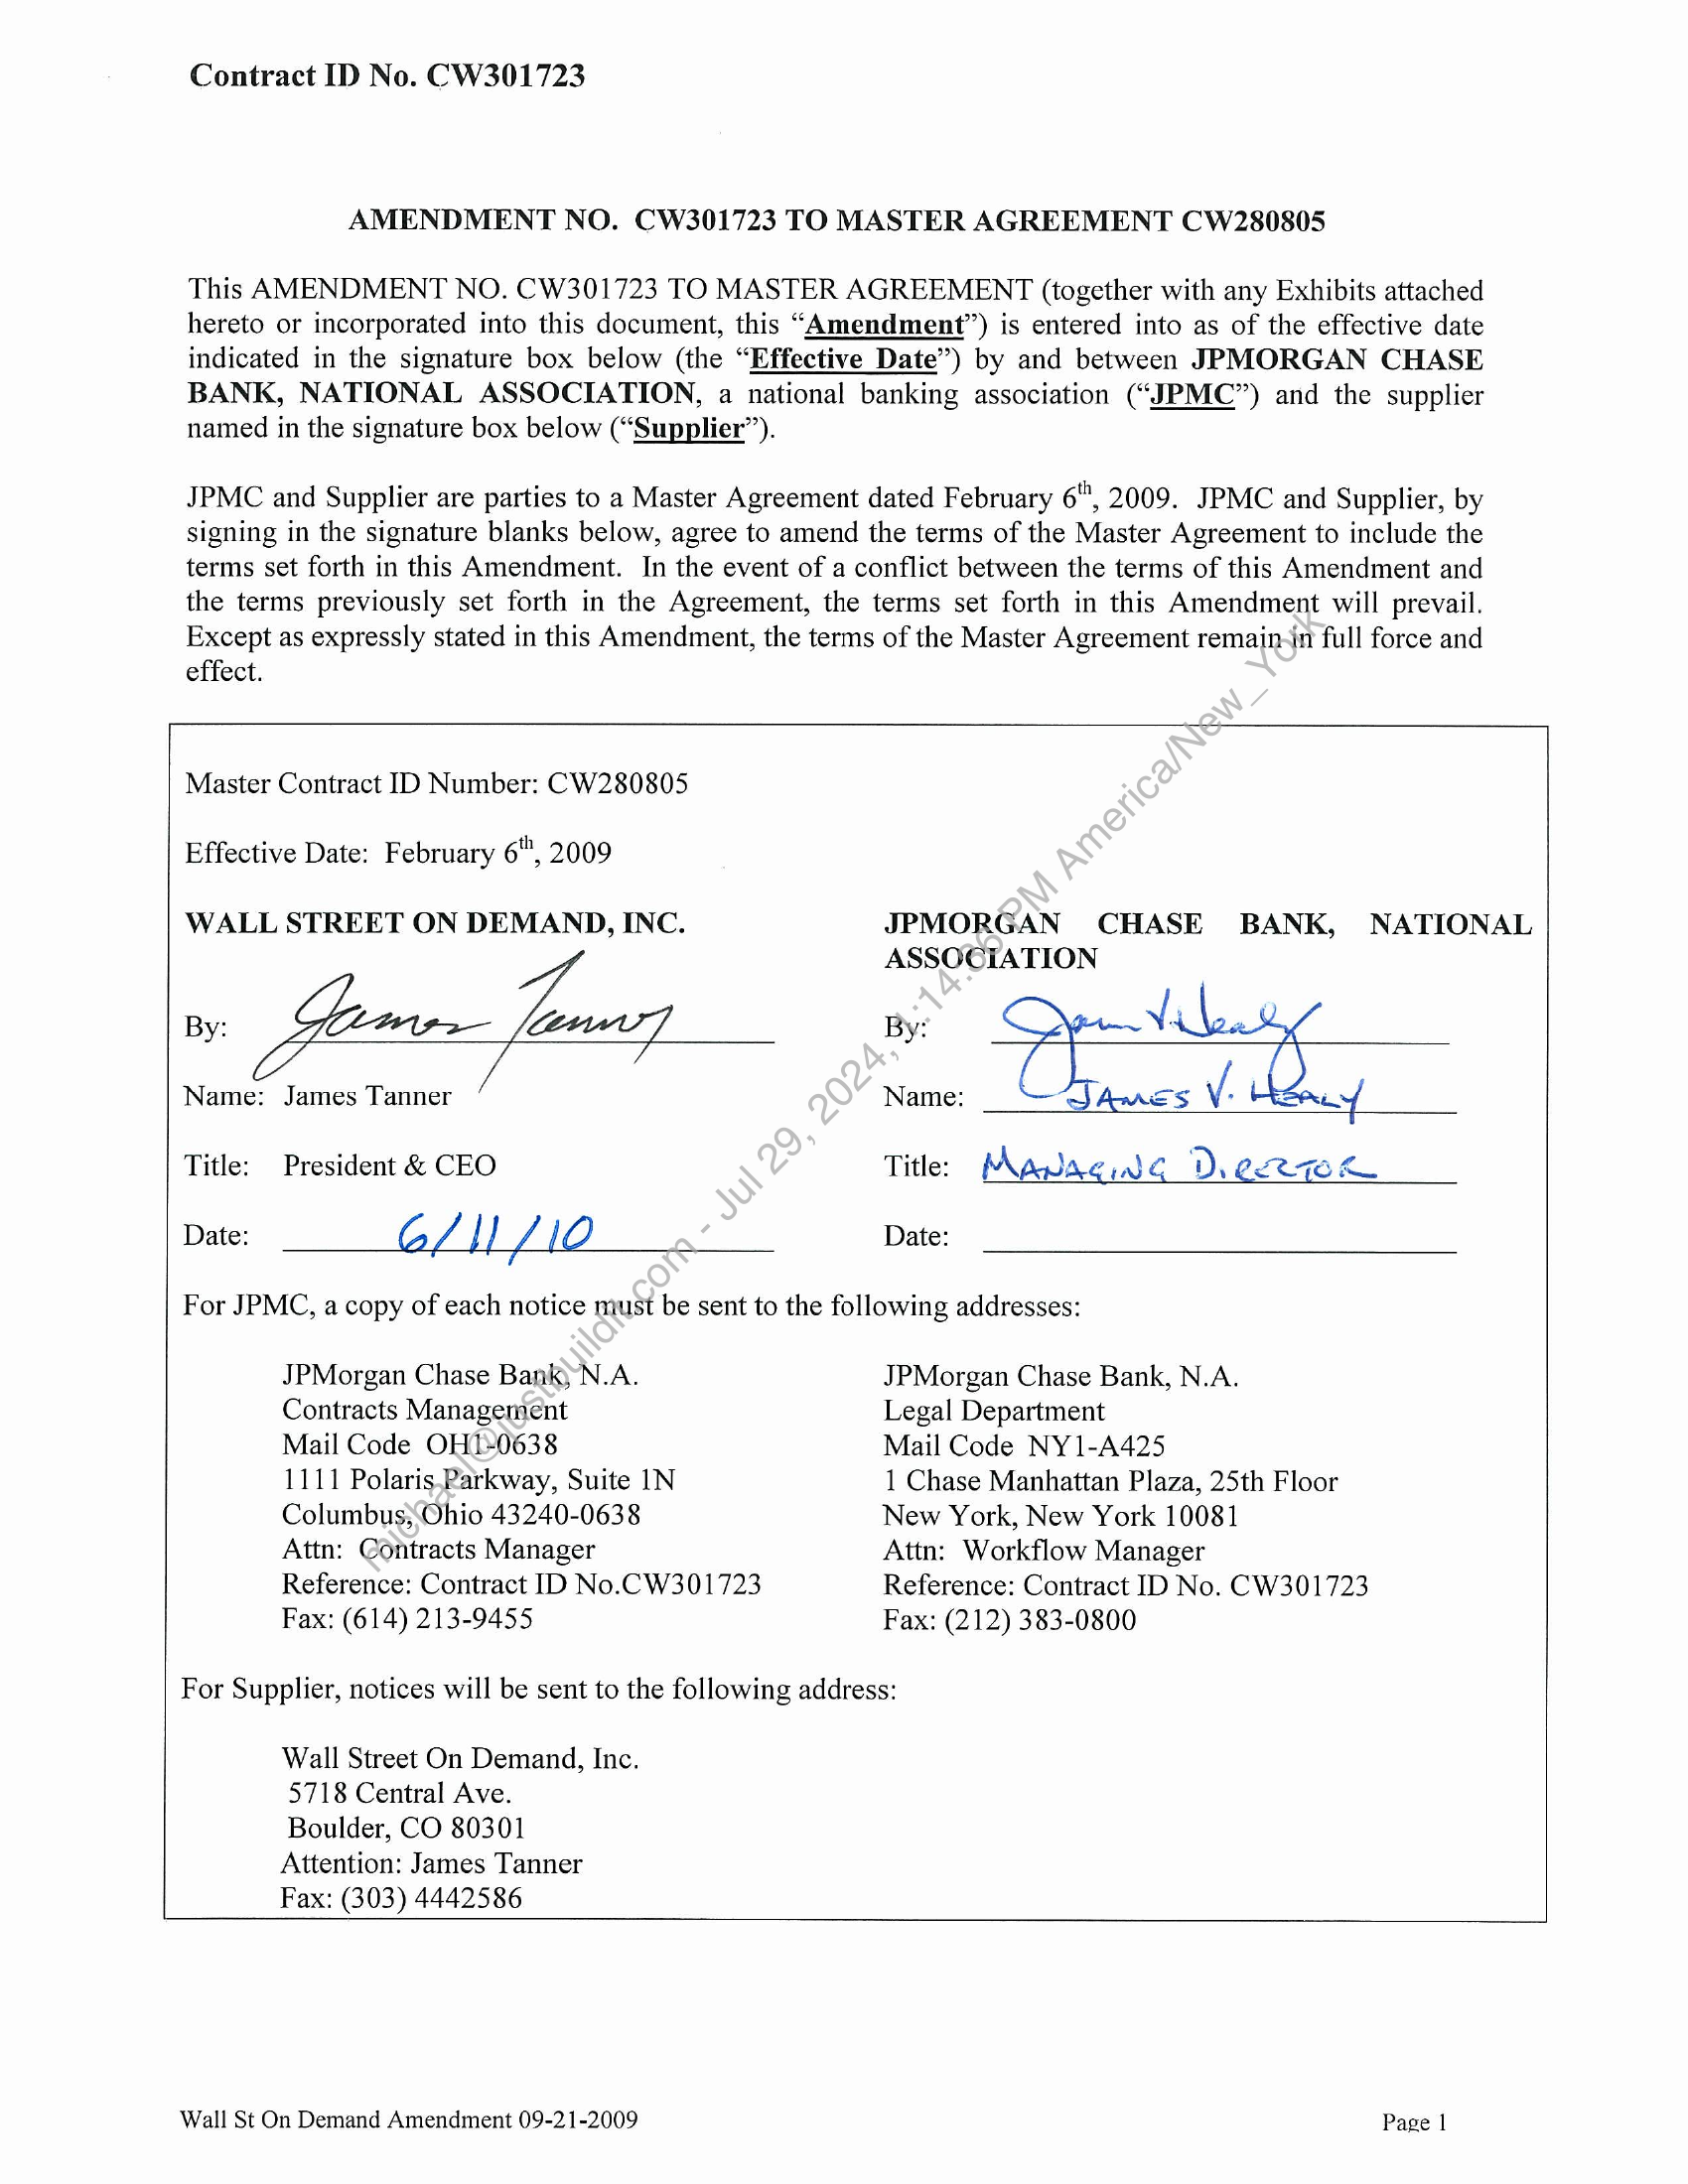 Contract ID No. CW301723
AMENDMENT NO. CW301723 TO MASTER AGREEMENT CW280805
This AMENDMENT NO. CW301723 TO MASTER AGREEMENT (together with any Exhibits attached
hereto or incorporated into this document, this “Amendment”) is entered into as of the effective date
indicated in the signature box below (the “Effective Date”) by and between JPMORGAN CHASE
BANK, NATIONAL ASSOCIATION, a national banking association (“JPMC”) and the supplier
named in the signature box below (“Supplier”).
JPMC and Supplier are parties to a Master Agreement dated February 6th, 2009. JPMC and Supplier, by
signing in the signature blanks below, agree to amend the terms of the Master Agreement to include the
terms set forth in this Amendment. In the event of a conflict between the terms of this Amendment and
the terms previously set forth in the Agreement, the terms set forth in this Amendment will prevail.
Except as expressly stated in this Amendment, the terms of the Master Agreement remain in full force and
effect.
Master Contract ID Number: CW280805
Effective Date: February 6th, 2009
WALL STREET ON DEMAND, INC.
By: James Tanner
Name: James Tanner
Title: President & CEO
Date: 6/11/10
JPMORGAN CHASE BANK, NATIONAL
ASSOCIATION
By: James V. Healy
Name: JAMES V. HEALY
Title: MANAGING DIRECTOR
Date:
For JPMC, a copy of each notice must be sent to the following addresses:
JPMorgan Chase Bank, N.A.
Contracts Management
Mail Code OH1-0638
1111 Polaris Parkway, Suite 1N
Columbus, Ohio 43240-0638
Attn: Contracts Manager
Reference: Contract ID No.CW301723
Fax: (614) 213-9455
JPMorgan Chase Bank, N.A.
Legal Department
Mail Code NY1-A425
1 Chase Manhattan Plaza, 25th Floor
New York, New York 10081
Attn: Workflow Manager
Reference: Contract ID No. CW301723
Fax: (212) 383-0800
For Supplier, notices will be sent to the following address:
Wall Street On Demand, Inc.
5718 Central Ave.
Boulder, CO 80301
Attention: James Tanner
Fax: (303) 4442586
Wall St On Demand Amendment 09-21-2009
Page 1
michael@justbuildit.com - Jul 29, 2024, 1:14:36 PM America/New_York